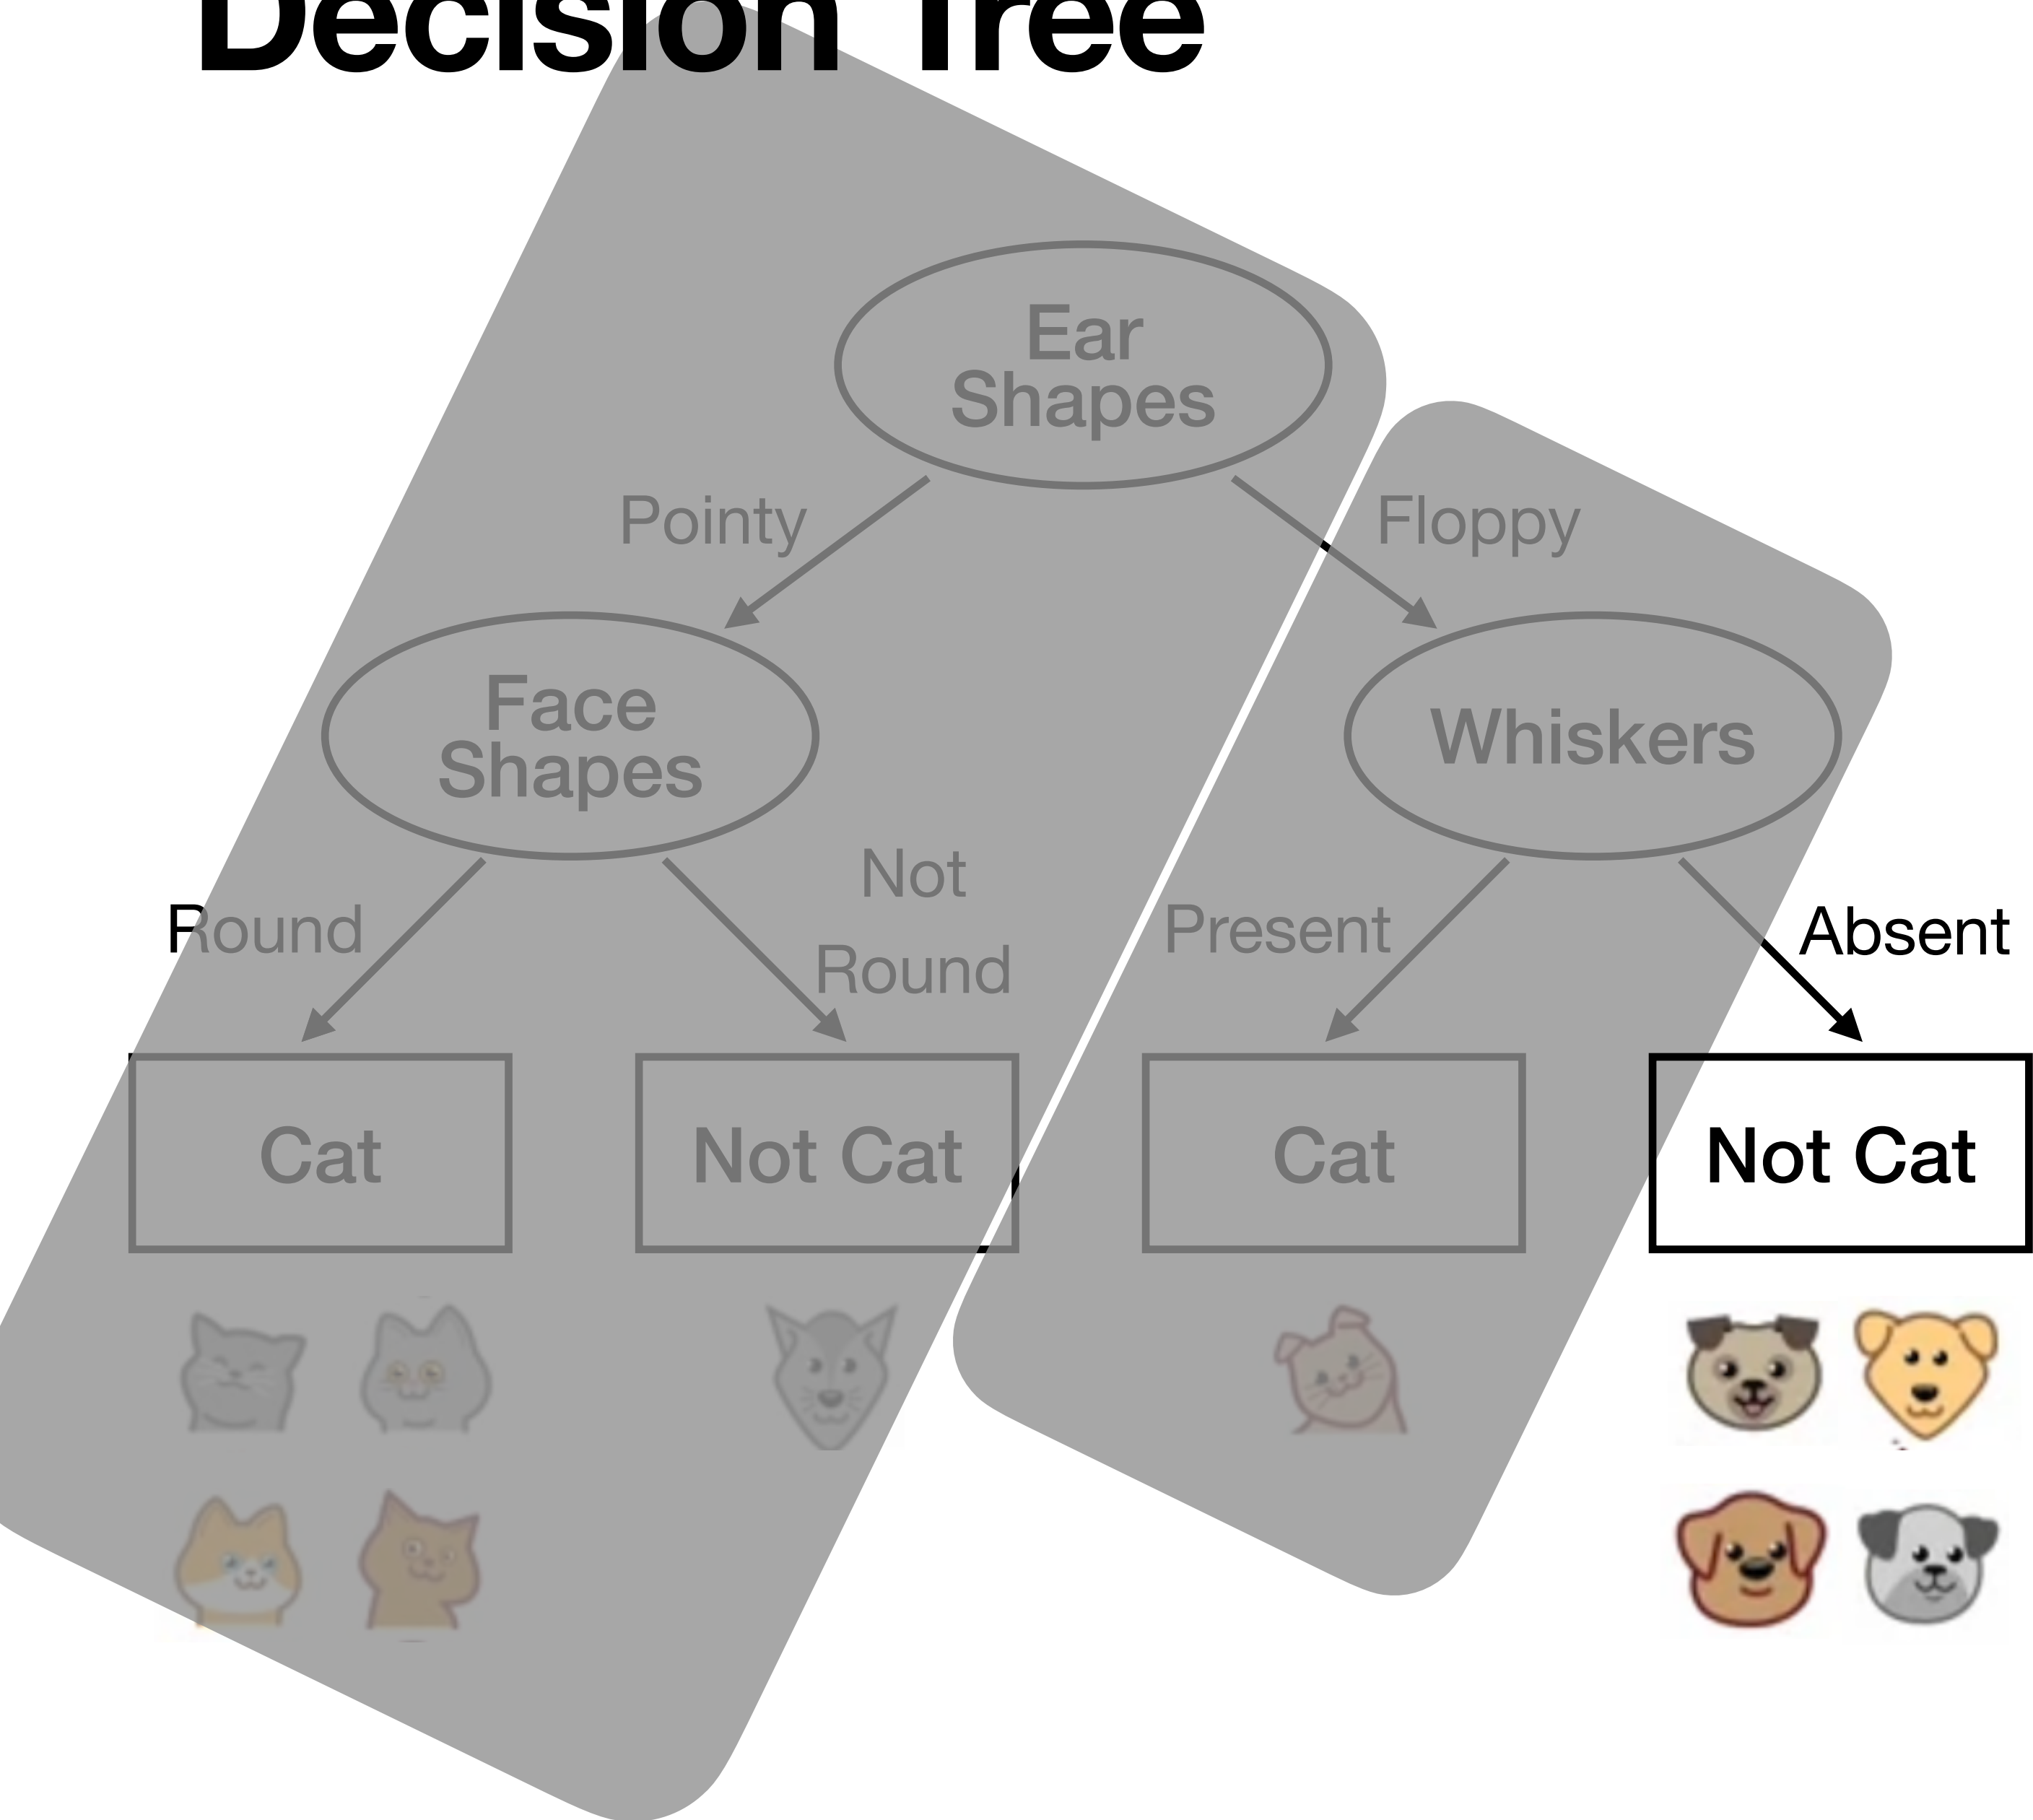 Decision Tree
Ear
Shapes
Pointy
Floppy
Face
Shapes
Whiskers
Round
Not
Round
Present
Absent
Cat
Not Cat
Cat
Not Cat